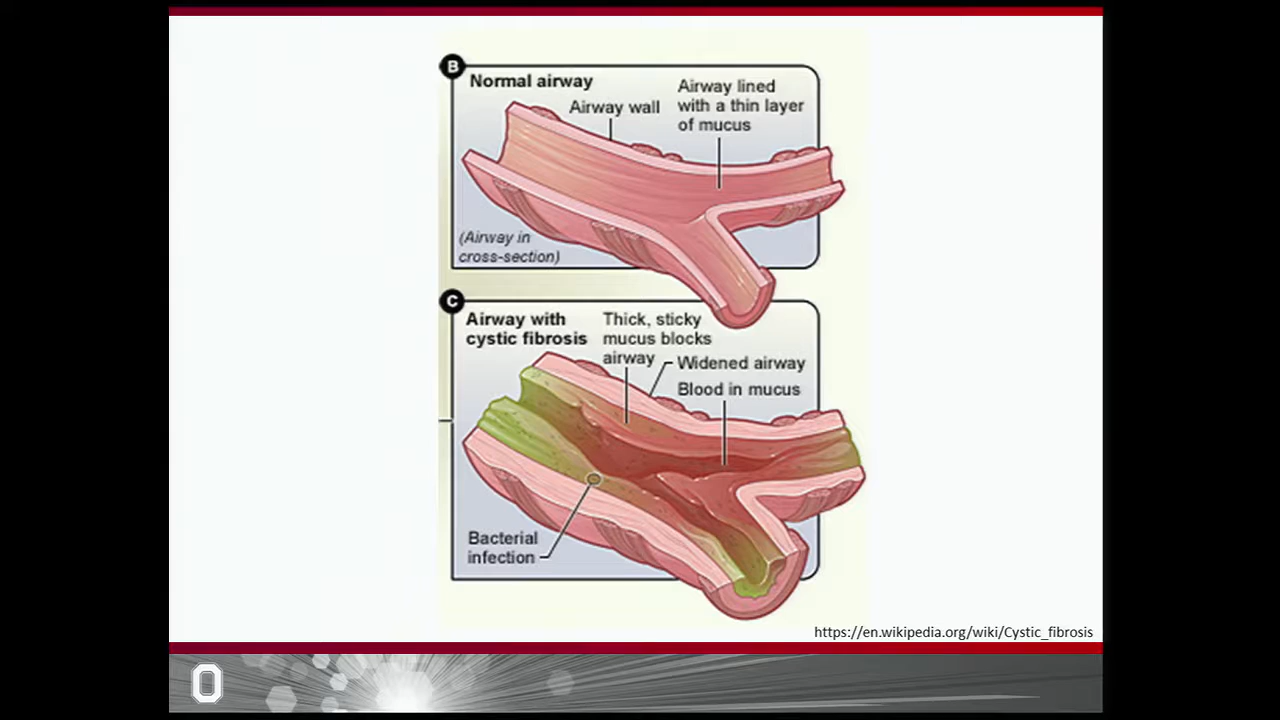 B
Normal airway
Airway wall
Airway lined
with a thin layer
of mucus
(Airway in
cross-section)
C
Airway with
cystic fibrosis
Thick, sticky
mucus blocks
airway
Widened airway
Blood in mucus
Bacterial
infection
https://en.wikipedia.org/wiki/Cystic_fibrosis
O